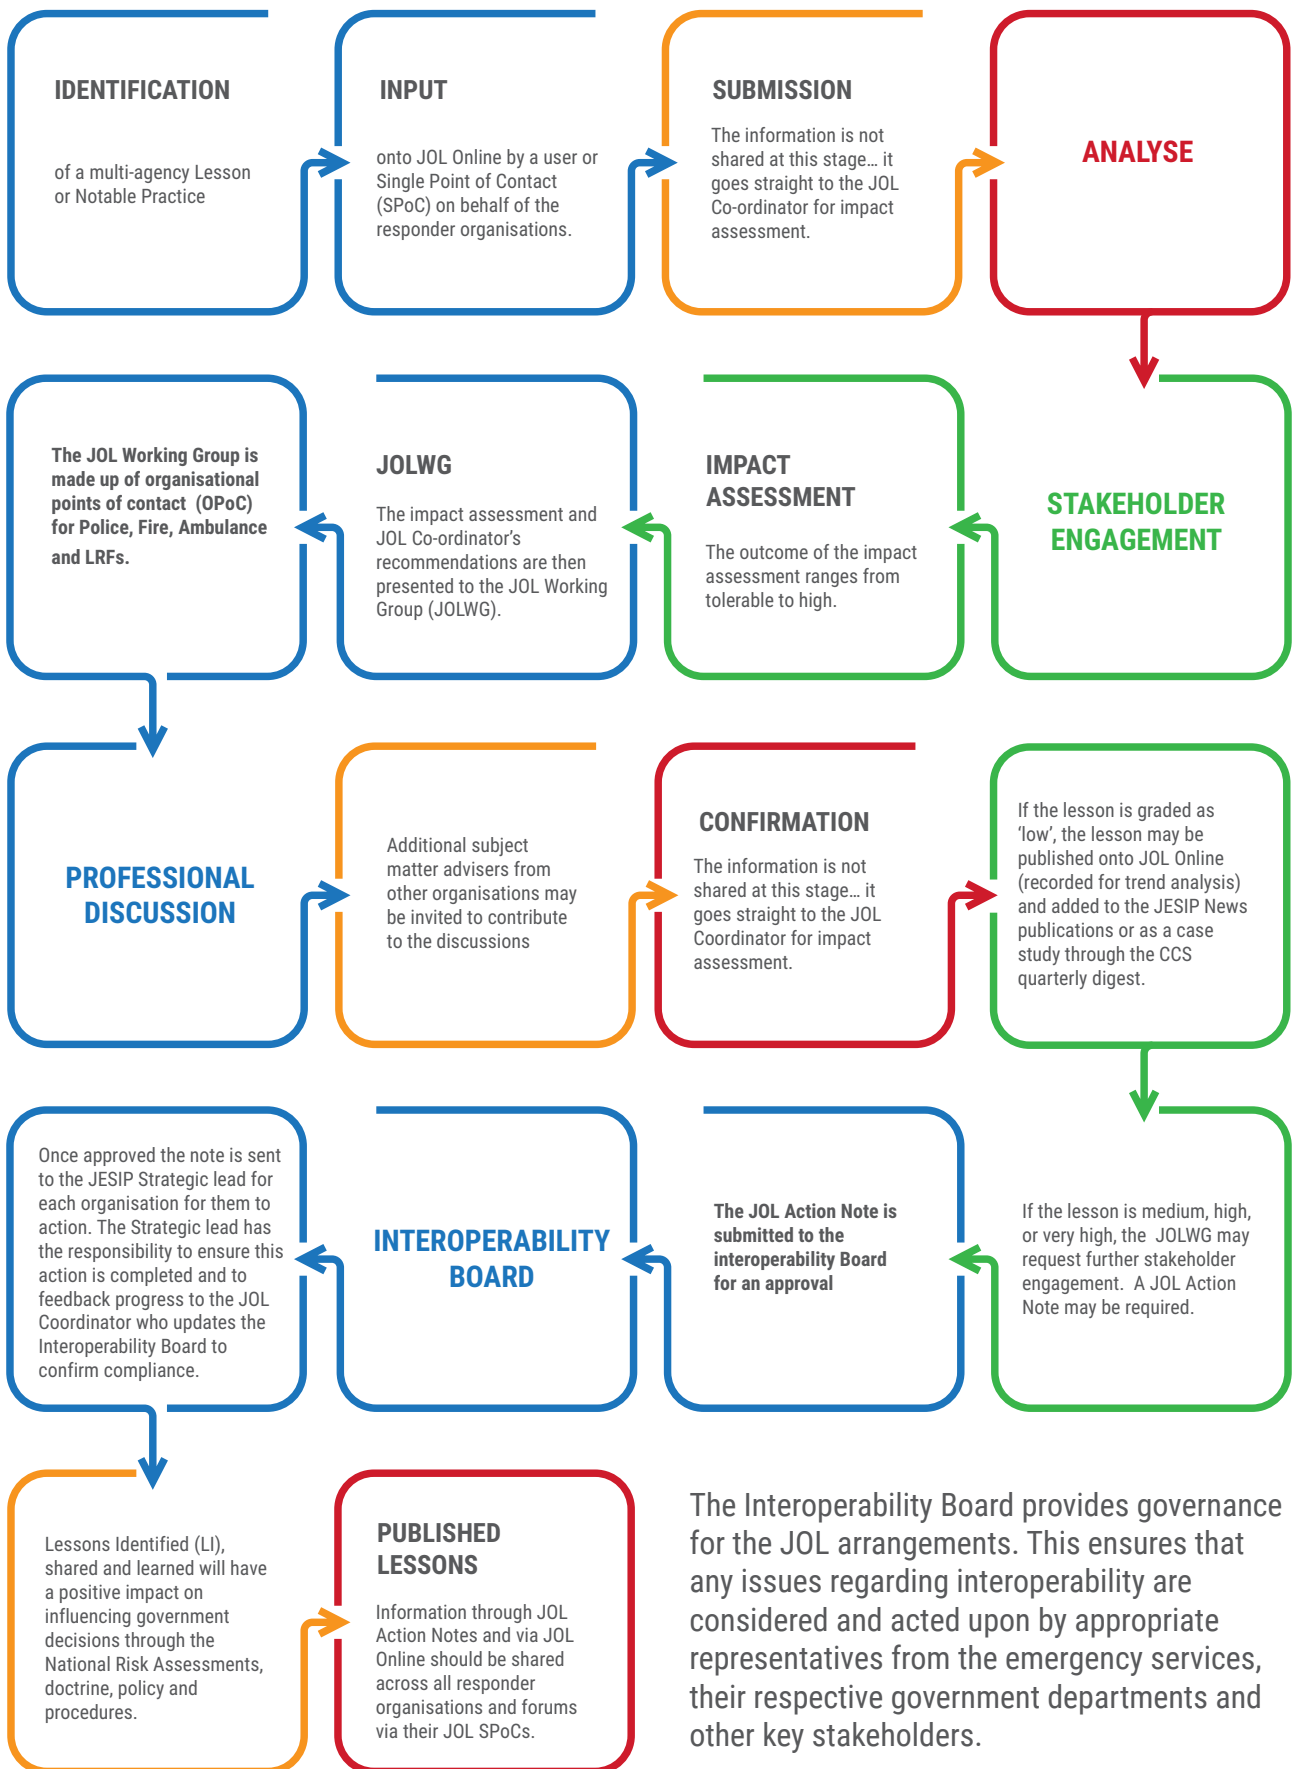 IDENTIFICATION
of a multi-agency Lesson
or Notable Practice
INPUT
onto JOL Online by a user or
Single Point of Contact
(SPoC) on behalf of the
responder organisations.
SUBMISSION
The information is not
shared at this stage… it
goes straight to the JOL
Co-ordinator for impact
assessment.
ANALYSE
STAKEHOLDER
ENGAGEMENT
IMPACT
ASSESSMENT
The outcome of the impact
assessment ranges from
tolerable to high.
JOLWG
The impact assessment and
JOL Co-ordinator's
recommendations are then
presented to the JOL Working
Group (JOLWG).
The JOL Working Group is
made up of organisational
points of contact (OPoC)
for Police, Fire, Ambulance
and LRFs.
PROFESSIONAL
DISCUSSION
Additional subject
matter advisers from
other organisations may
be invited to contribute
to the discussions
CONFIRMATION
The information is not
shared at this stage… it
goes straight to the JOL
Coordinator for impact
assessment.
If the lesson is graded as
‘low’, the lesson may be
published onto JOL Online
(recorded for trend analysis)
and added to the JESIP News
publications or as a case
study through the CCS
quarterly digest.
If the lesson is medium, high,
or very high, the JOLWG may
request further stakeholder
engagement. A JOL Action
Note may be required.
The JOL Action Note is
submitted to the
interoperability Board
for an approval
INTEROPERABILITY
BOARD
Once approved the note is sent
to the JESIP Strategic lead for
each organisation for them to
action. The Strategic lead has
the responsibility to ensure this
action is completed and to
feedback progress to the JOL
Coordinator who updates the
Interoperability Board to
confirm compliance.
Lessons Identified (LI),
shared and learned will have
a positive impact on
influencing government
decisions through the
National Risk Assessments,
doctrine, policy and
procedures.
PUBLISHED
LESSONS
Information through JOL
Action Notes and via JOL
Online should be shared
across all responder
organisations and forums
via their JOL SPoCs.
The Interoperability Board provides governance
for the JOL arrangements. This ensures that
any issues regarding interoperability are
considered and acted upon by appropriate
representatives from the emergency services,
their respective government departments and
other key stakeholders.